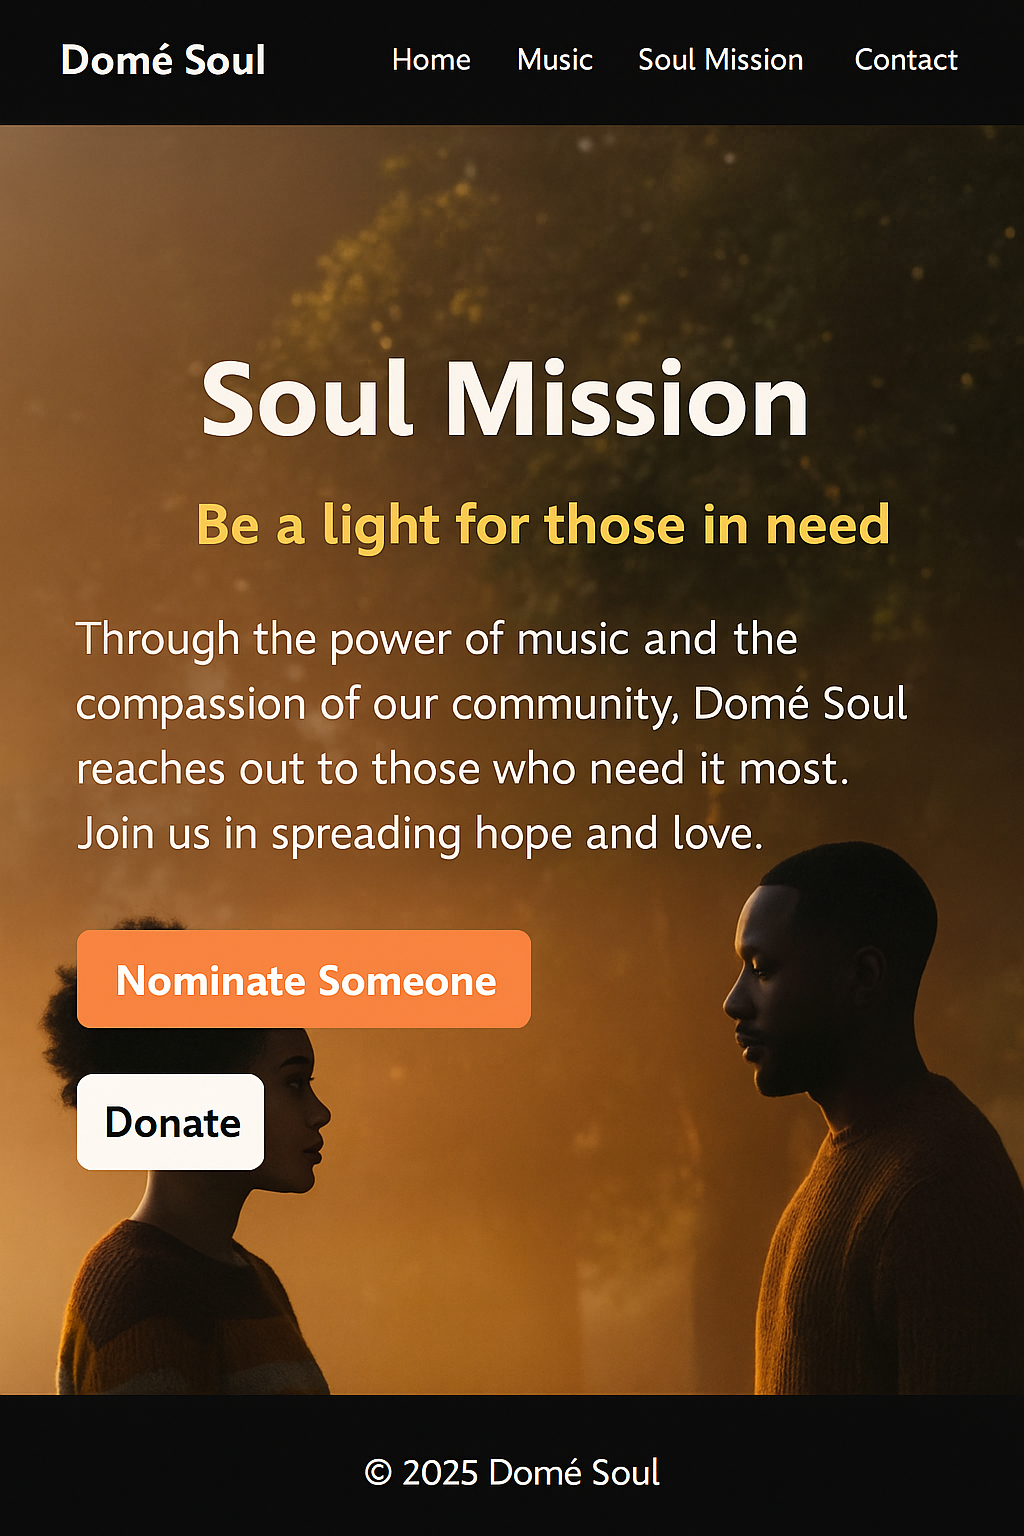 Domé Soul
Home Music Soul Mission Contact
Soul Mission
Be a light for those in need
Through the power of music and the
compassion of our community, Domé Soul
reaches out to those who need it most.
Join us in spreading hope and love.
Nominate Someone
Donate
© 2025 Domé Soul